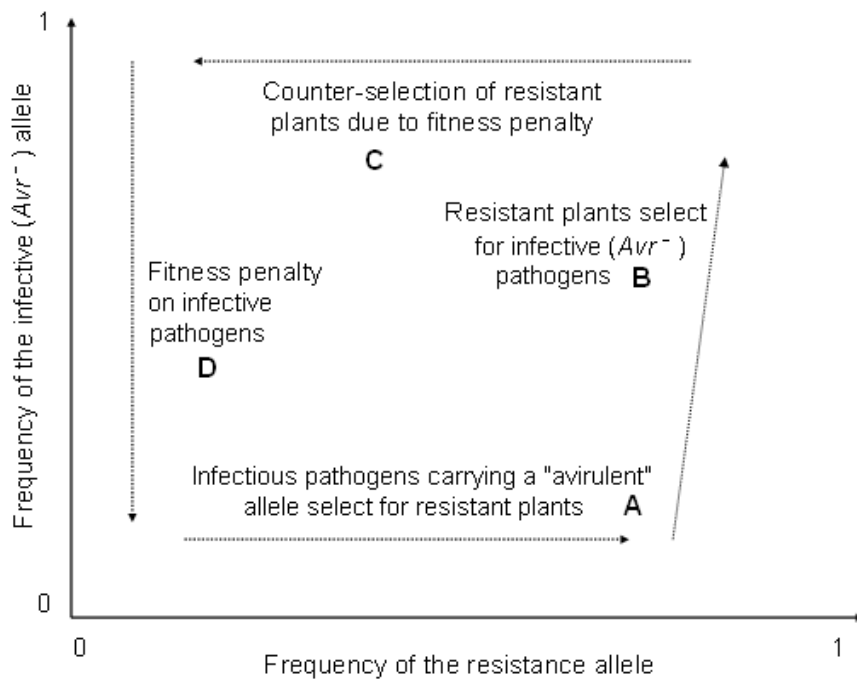 1
Frequency of the infective (Avr⁻) allele
Counter-selection of resistant
plants due to fitness penalty
C
Resistant plants select
for infective (Avr⁻)
pathogens B
Fitness penalty
on infective
pathogens
D
Infectious pathogens carrying a "avirulent"
allele select for resistant plants A
0
0
1
Frequency of the resistance allele